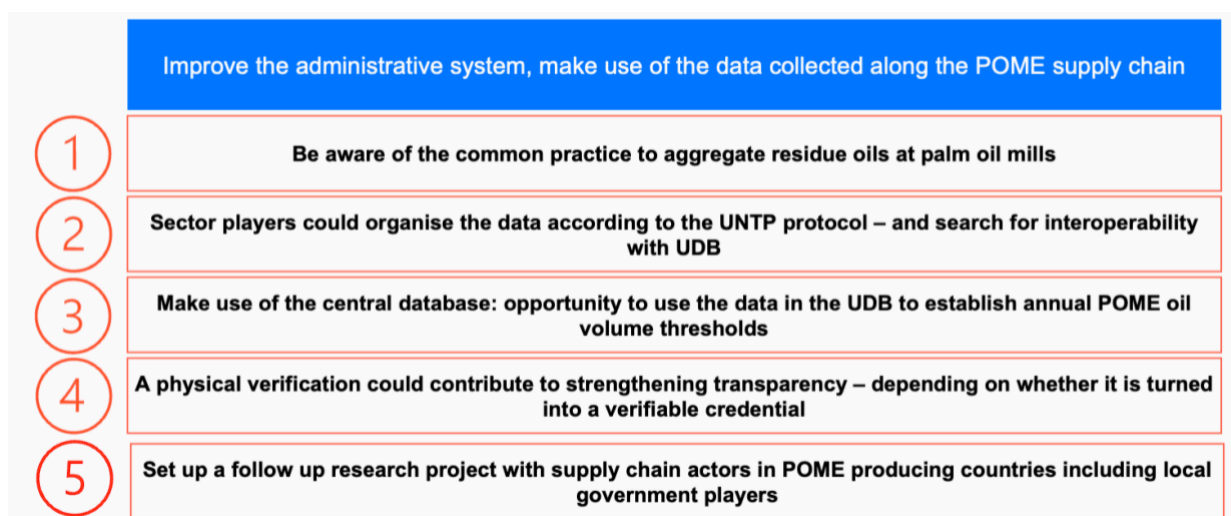 Improve the administrative system, make use of the data collected along the POME supply chain
1
Be aware of the common practice to aggregate residue oils at palm oil mills
2
Sector players could organise the data according to the UNTP protocol – and search for interoperability
with UDB
3
Make use of the central database: opportunity to use the data in the UDB to establish annual POME oil
volume thresholds
4
A physical verification could contribute to strengthening transparency – depending on whether it is turned
into a verifiable credential
5
Set up a follow up research project with supply chain actors in POME producing countries including local
government players